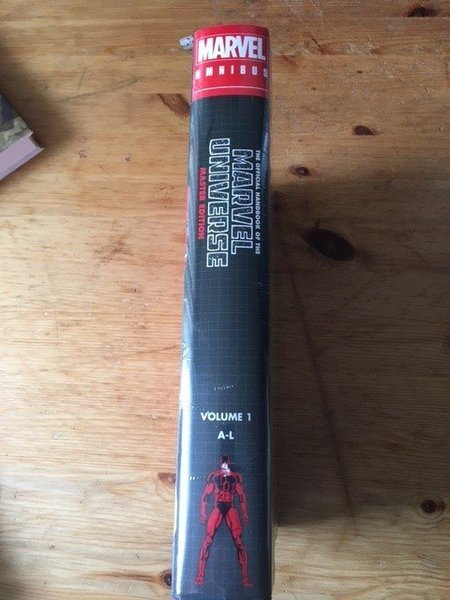 MARVEL
OMNIBUS
THE OFFICIAL HANDBOOK OF THE
MARVEL
UNIVERSE
MASTER EDITION
VOLUME 1
A-L